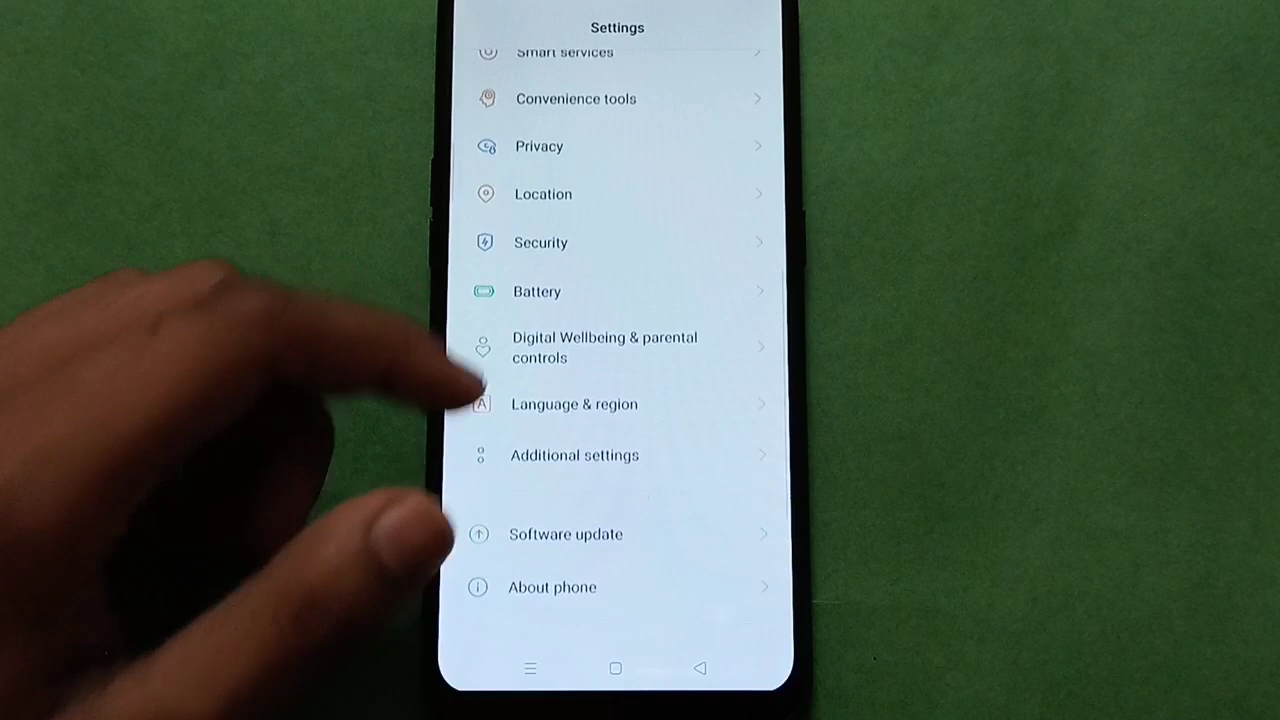 Settings
Smart services
Convenience tools
Privacy
Location
Security
Battery
Digital Wellbeing & parental
controls
A
Language & region
Additional settings
Software update
About phone